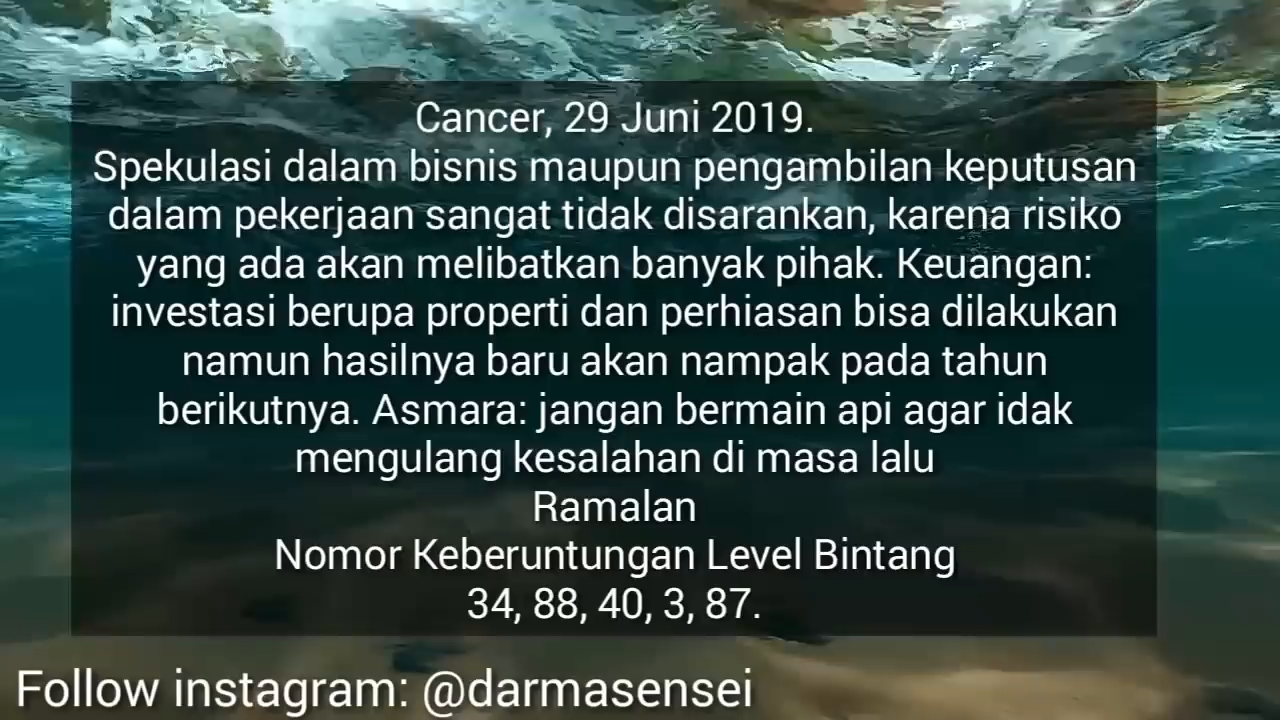 Cancer, 29 Juni 2019.
Spekulasi dalam bisnis maupun pengambilan keputusan
dalam pekerjaan sangat tidak disarankan, karena risiko
yang ada akan melibatkan banyak pihak. Keuangan:
investasi berupa properti dan perhiasan bisa dilakukan
namun hasilnya baru akan nampak pada tahun
berikutnya. Asmara: jangan bermain api agar idak
mengulang kesalahan di masa lalu
Ramalan
Nomor Keberuntungan Level Bintang
34, 88, 40, 3, 87.
Follow instagram: @darmasensei